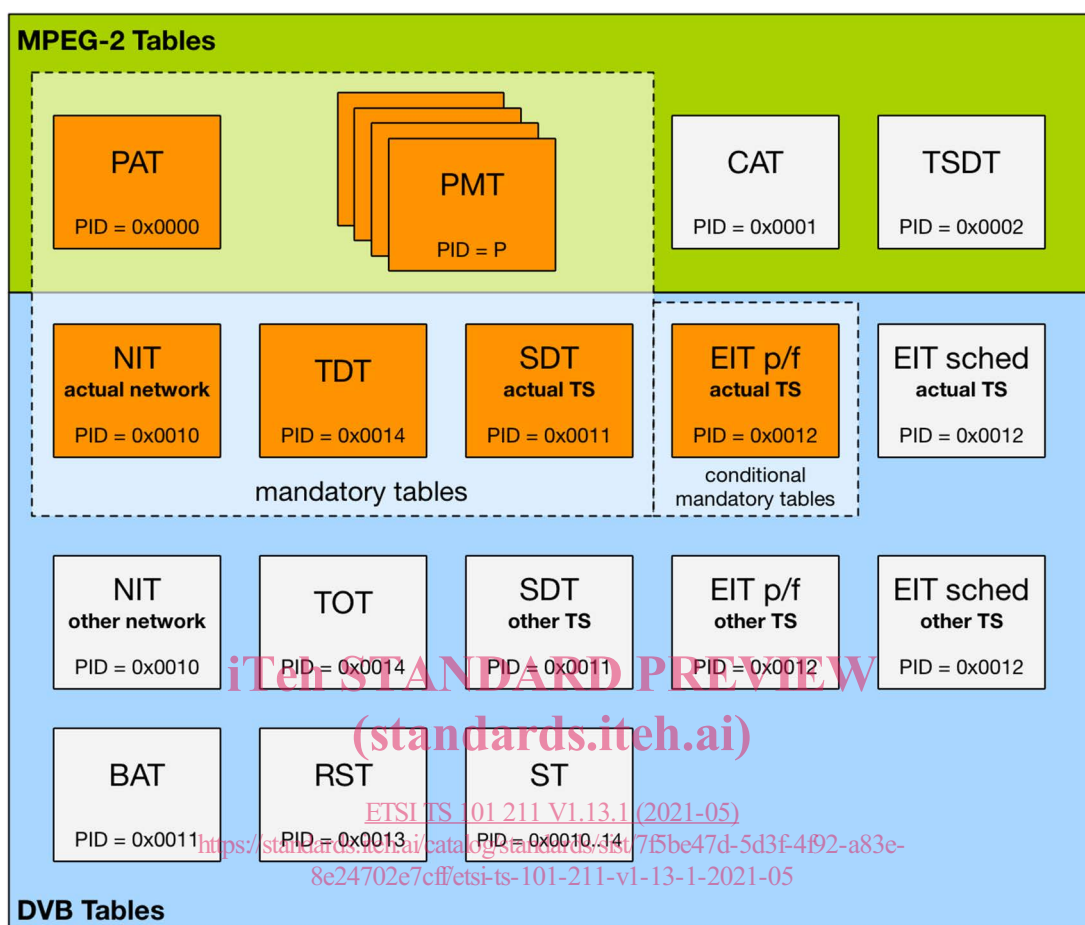 MPEG-2 Tables
PAT
PID = 0x0000
PMT
PID = P
CAT
PID = 0x0001
TSDT
PID = 0x0002
NIT
actual network
PID = 0x0010
TDT
PID = 0x0014
SDT
actual TS
PID = 0x0011
EIT p/f
actual TS
PID = 0x0012
EIT sched
actual TS
PID = 0x0012
mandatory tables
conditional
mandatory tables
NIT
other network
PID = 0x0010
TOT
PID = 0x0014
SDT
other TS
PID = 0x0011
EIT p/f
other TS
PID = 0x0012
EIT sched
other TS
PID = 0x0012
iTeh STANDARD PREVIEW
(standards.iteh.ai)
BAT
PID = 0x0011
RST
PID = 0x0013
ST
PID = 0x0010..14
ETSI TS 101 211 V1.13.1 (2021-05)
https://standards.iteh.ai/catalog/standards/sist/7f5be47d-5d3f-4f92-a83e-
8e24702e7cff/etsi-ts-101-211-v1-13-1-2021-05
DVB Tables